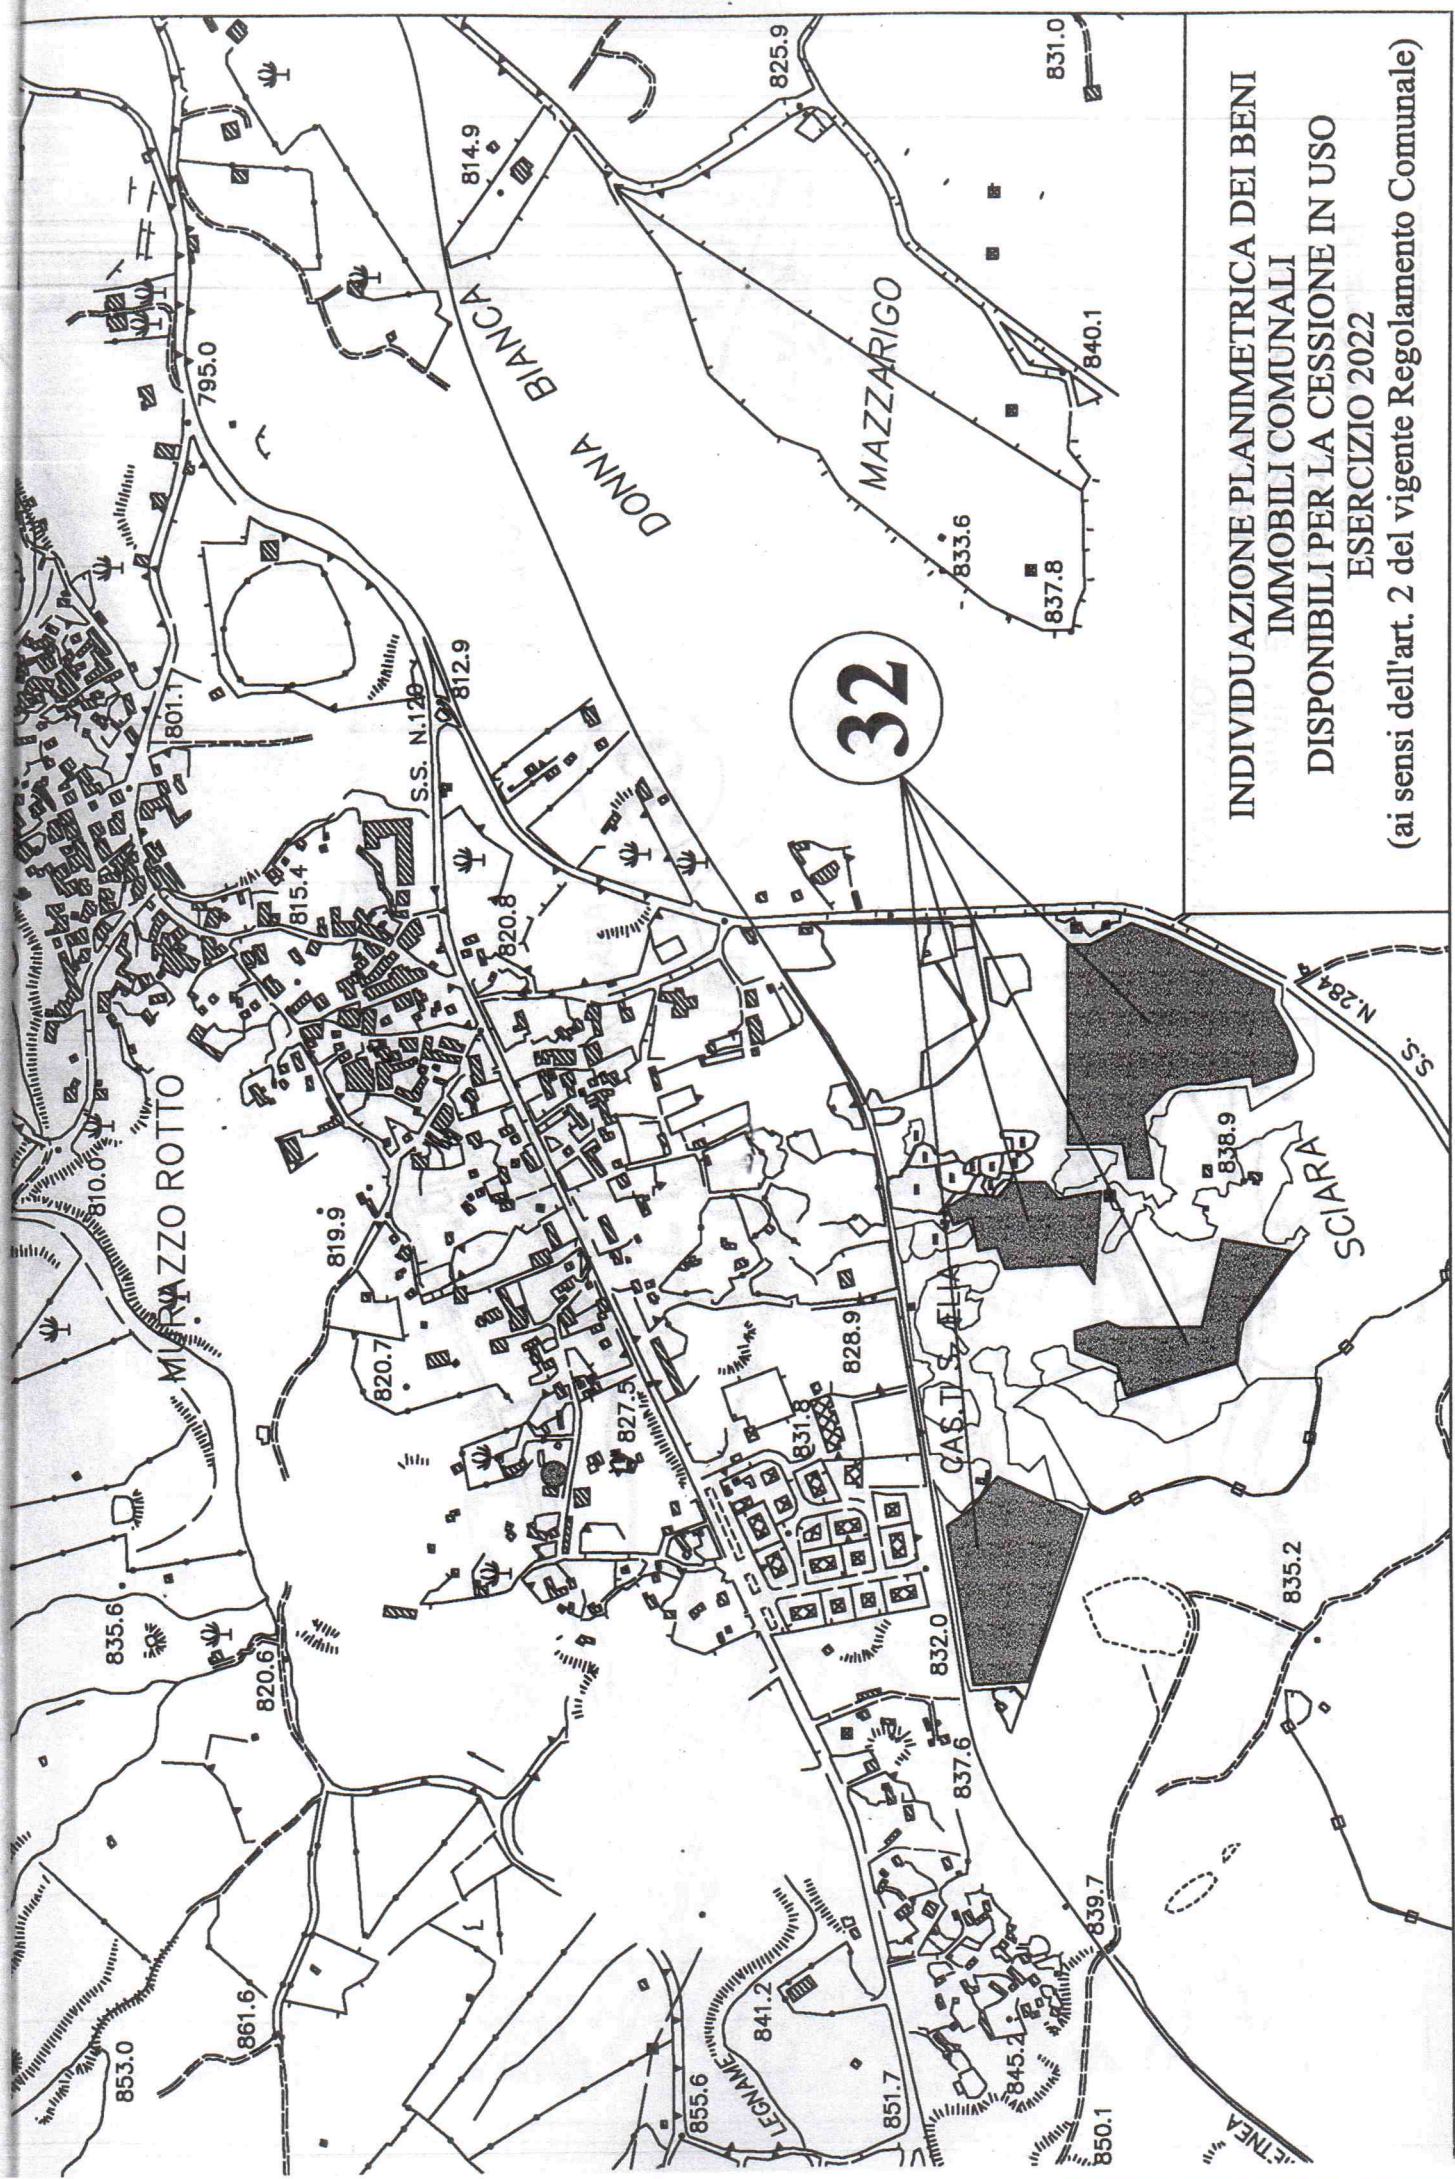 INDIVIDUAZIONE PLANIMETRICA DEI BENI
IMMOBILI COMUNALI
DISPONIBILI PER LA CESSIONE IN USO
ESERCIZIO 2022
(ai sensi dell'art. 2 del vigente Regolamento Comunale)
32
853.0
835.6
810.0
MURAZZO ROTTO
801.1
795.0
861.6
820.6
820.7
819.9
815.4
S.S. N.120
812.9
814.9
827.5
820.8
DONNA
BIANCA
855.6
LEGNAME
841.2
831.8
828.9
825.9
851.7
832.0
837.6
CAS.TI S. ELIA
MAZZARIGO
833.6
837.8
845.2
839.7
840.1
831.0
850.1
835.2
838.9
SCIARA
S.S.
N.284
ETNEA